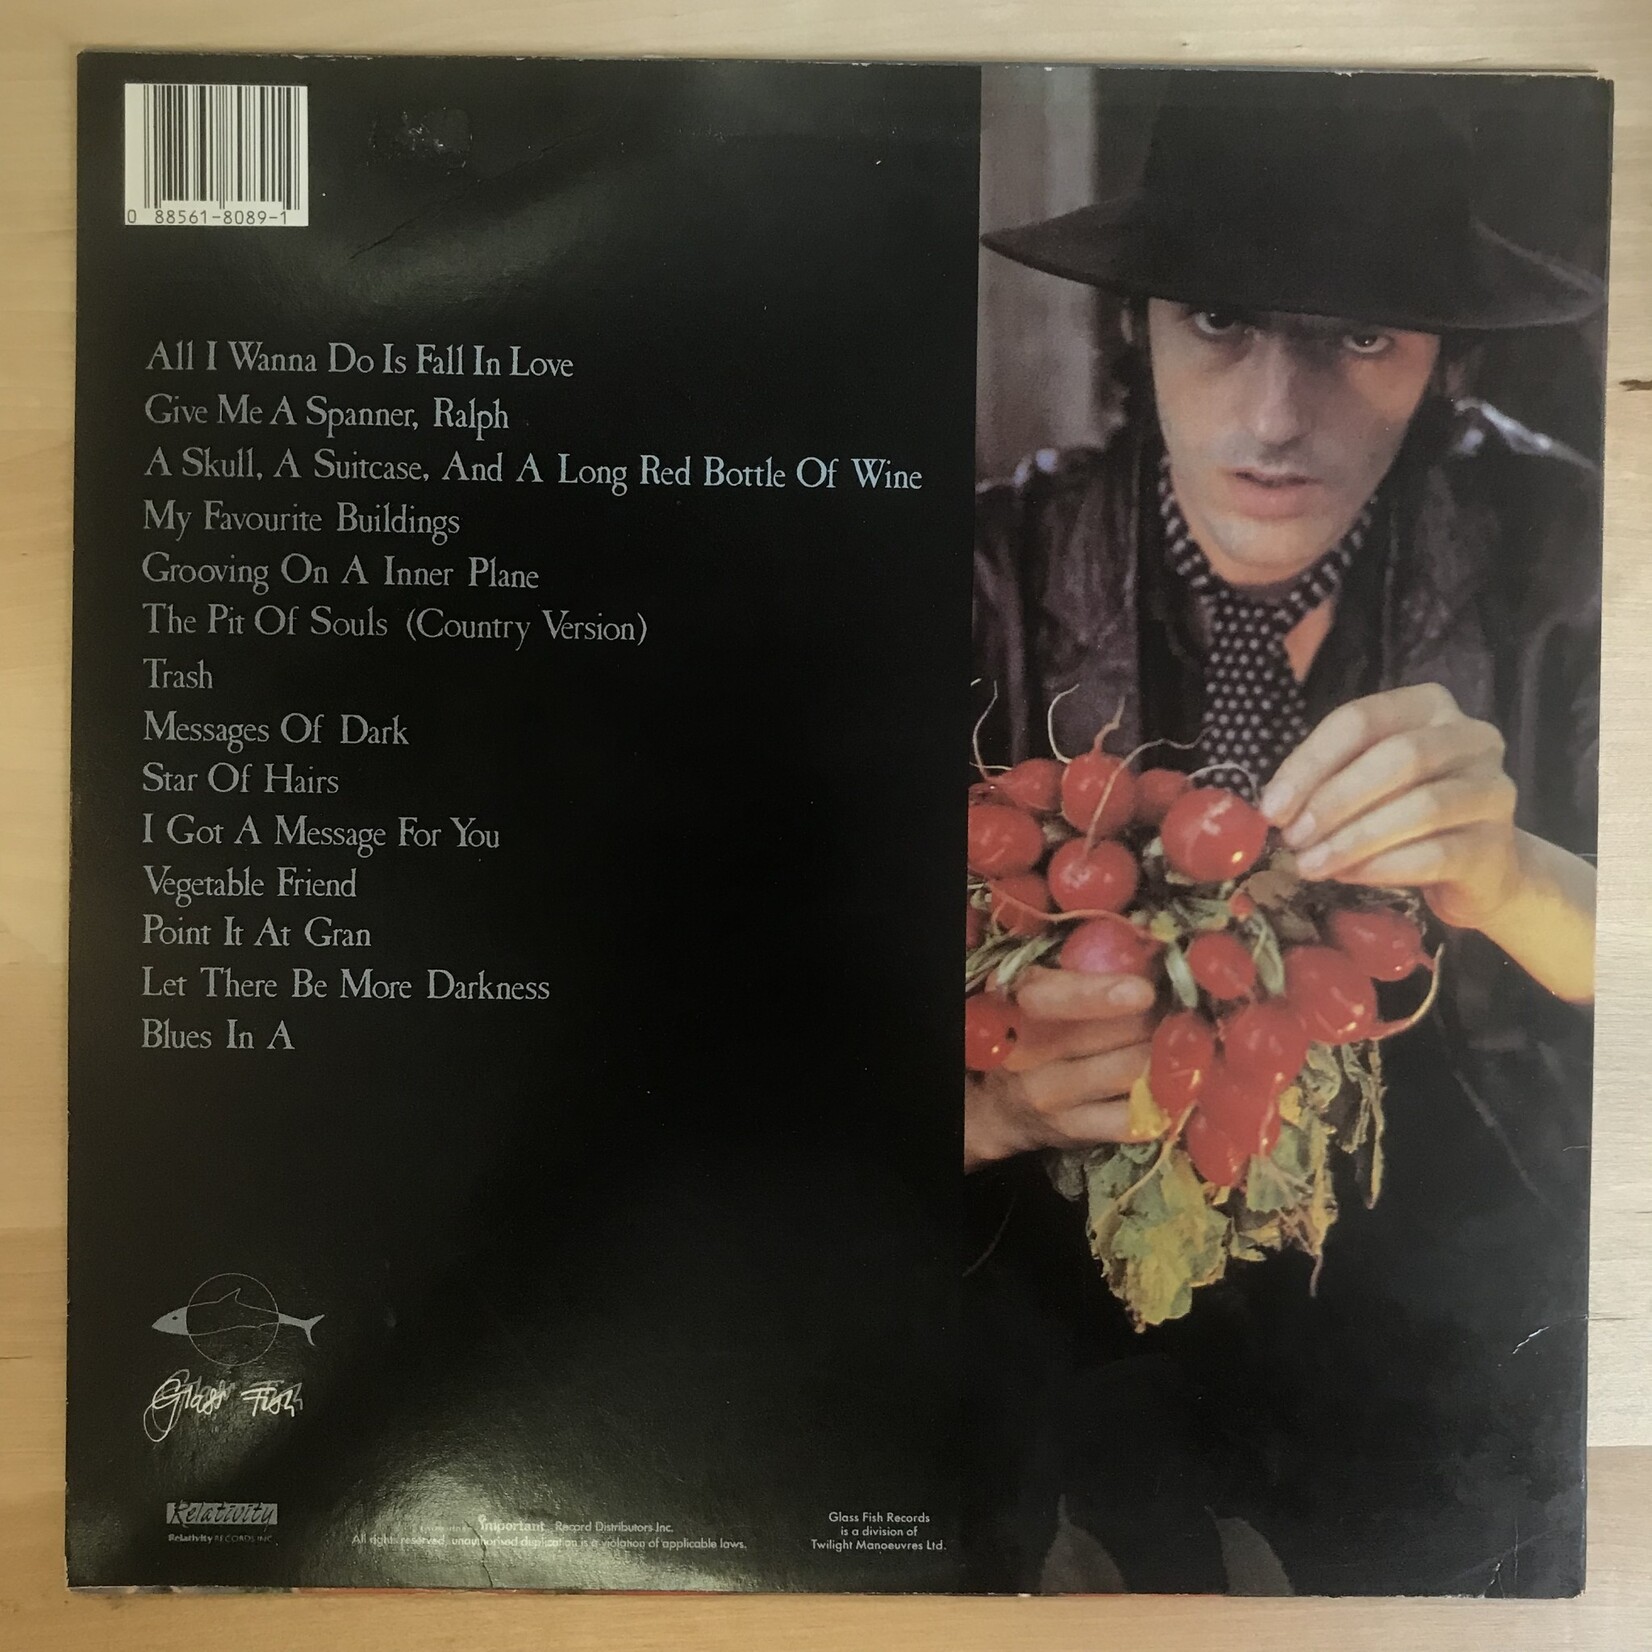 0 88561-8089-1
All I Wanna Do Is Fall In Love
Give Me A Spanner, Ralph
A Skull, A Suitcase, And A Long Red Bottle Of Wine
My Favourite Buildings
Grooving On A Inner Plane
The Pit Of Souls (Country Version)
Trash
Messages Of Dark
Star Of Hairs
I Got A Message For You
Vegetable Friend
Point It At Gran
Let There Be More Darkness
Blues In A
Glass Fish
Relativity
Relativity RECORDS INC.
Important Record Distributors Inc.
All rights reserved, unauthorised duplication is a violation of applicable laws.
Glass Fish Records
is a division of
Twilight Manoeuvres Ltd.